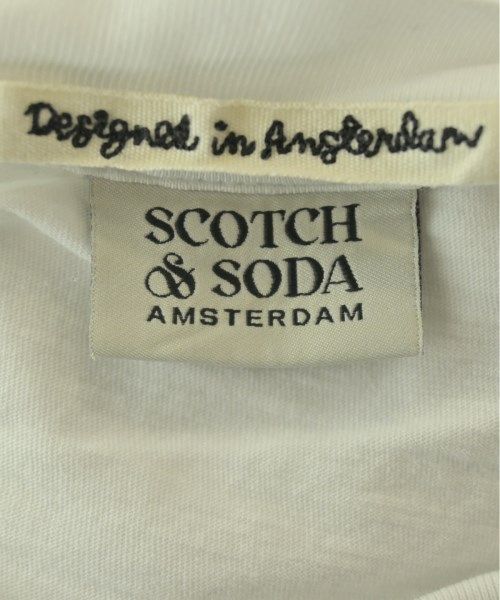 Designed in Amsterdam
SCOTCH
& SODA
AMSTERDAM